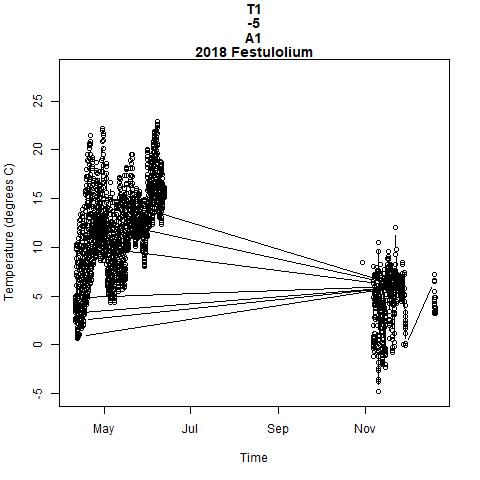 T1
-5
A1
2018 Festulolium
Temperature (degrees C)
25
20
15
10
5
0
-5
May
Jul
Sep
Nov
Time